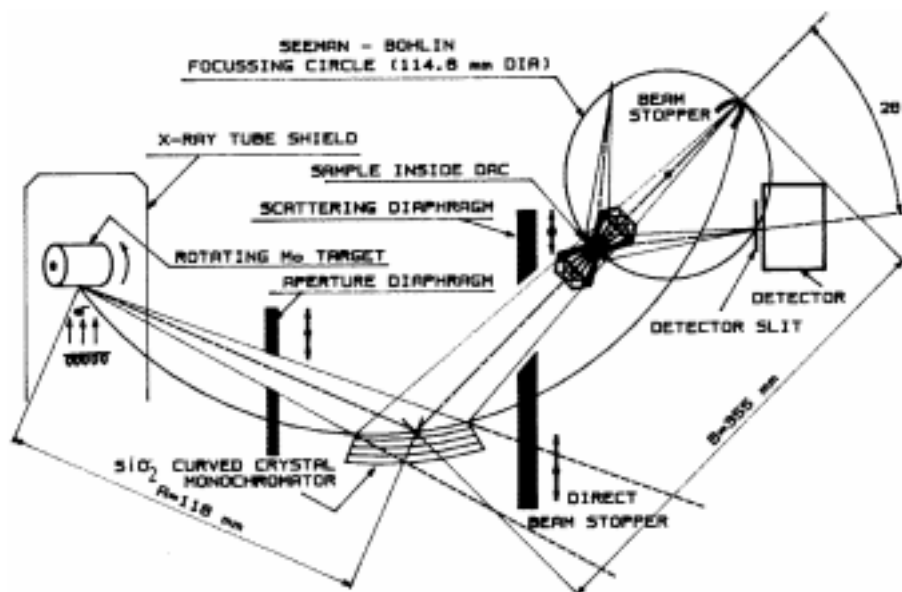 SEEMAN - BOHLIN
FOCUSSING CIRCLE (114.6 mm DIA)
BEAM
STOPPER
2θ
X-RAY TUBE SHIELD
SAMPLE INSIDE DAC
SCATTERING DIAPHRAGM
ROTATING Mo TARGET
APERTURE DIAPHRAGM
e-
DETECTOR
DETECTOR SLIT
B=355 mm
SiO2 CURVED CRYSTAL
MONOCHROMATOR
A=118 mm
DIRECT
BEAM STOPPER